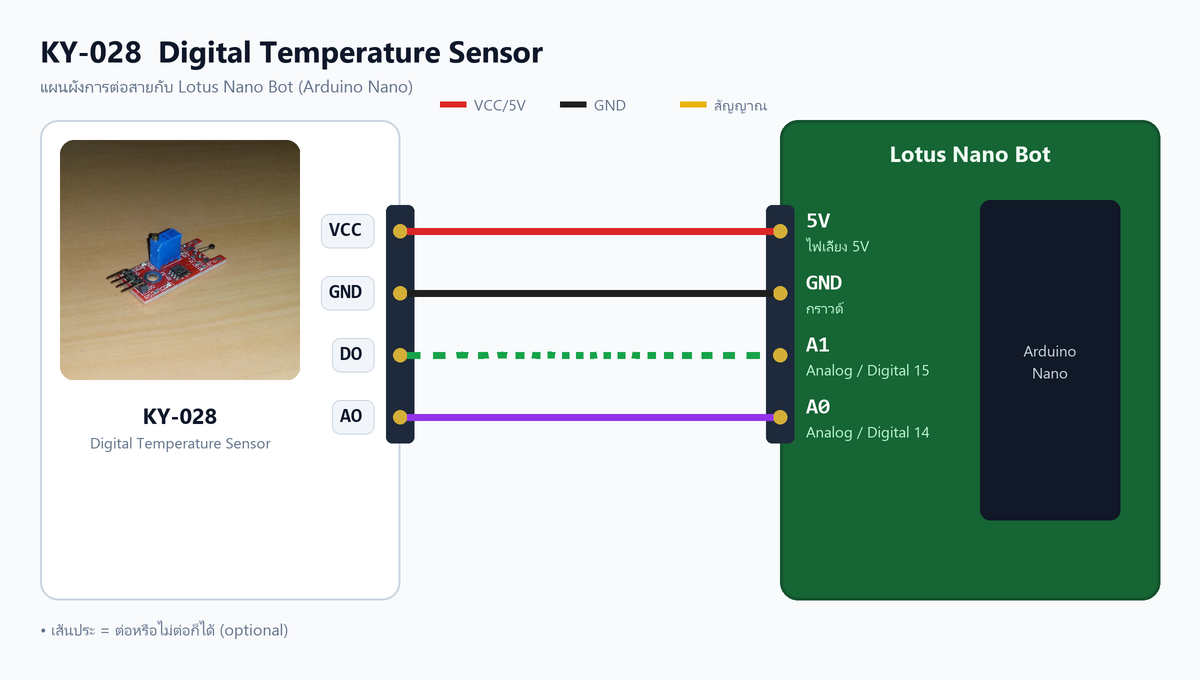 KY-028 Digital Temperature Sensor
แผนผังการต่อสายกับ Lotus Nano Bot (Arduino Nano)
VCC/5V
GND
สัญญาณ
Lotus Nano Bot
VCC
GND
DO
AO
5V
ไฟเลี้ยง 5V
GND
กราวด์
A1
Analog / Digital 15
A0
Analog / Digital 14
Arduino
Nano
KY-028
Digital Temperature Sensor
• เส้นประ = ต่อหรือไม่ต่อก็ได้ (optional)